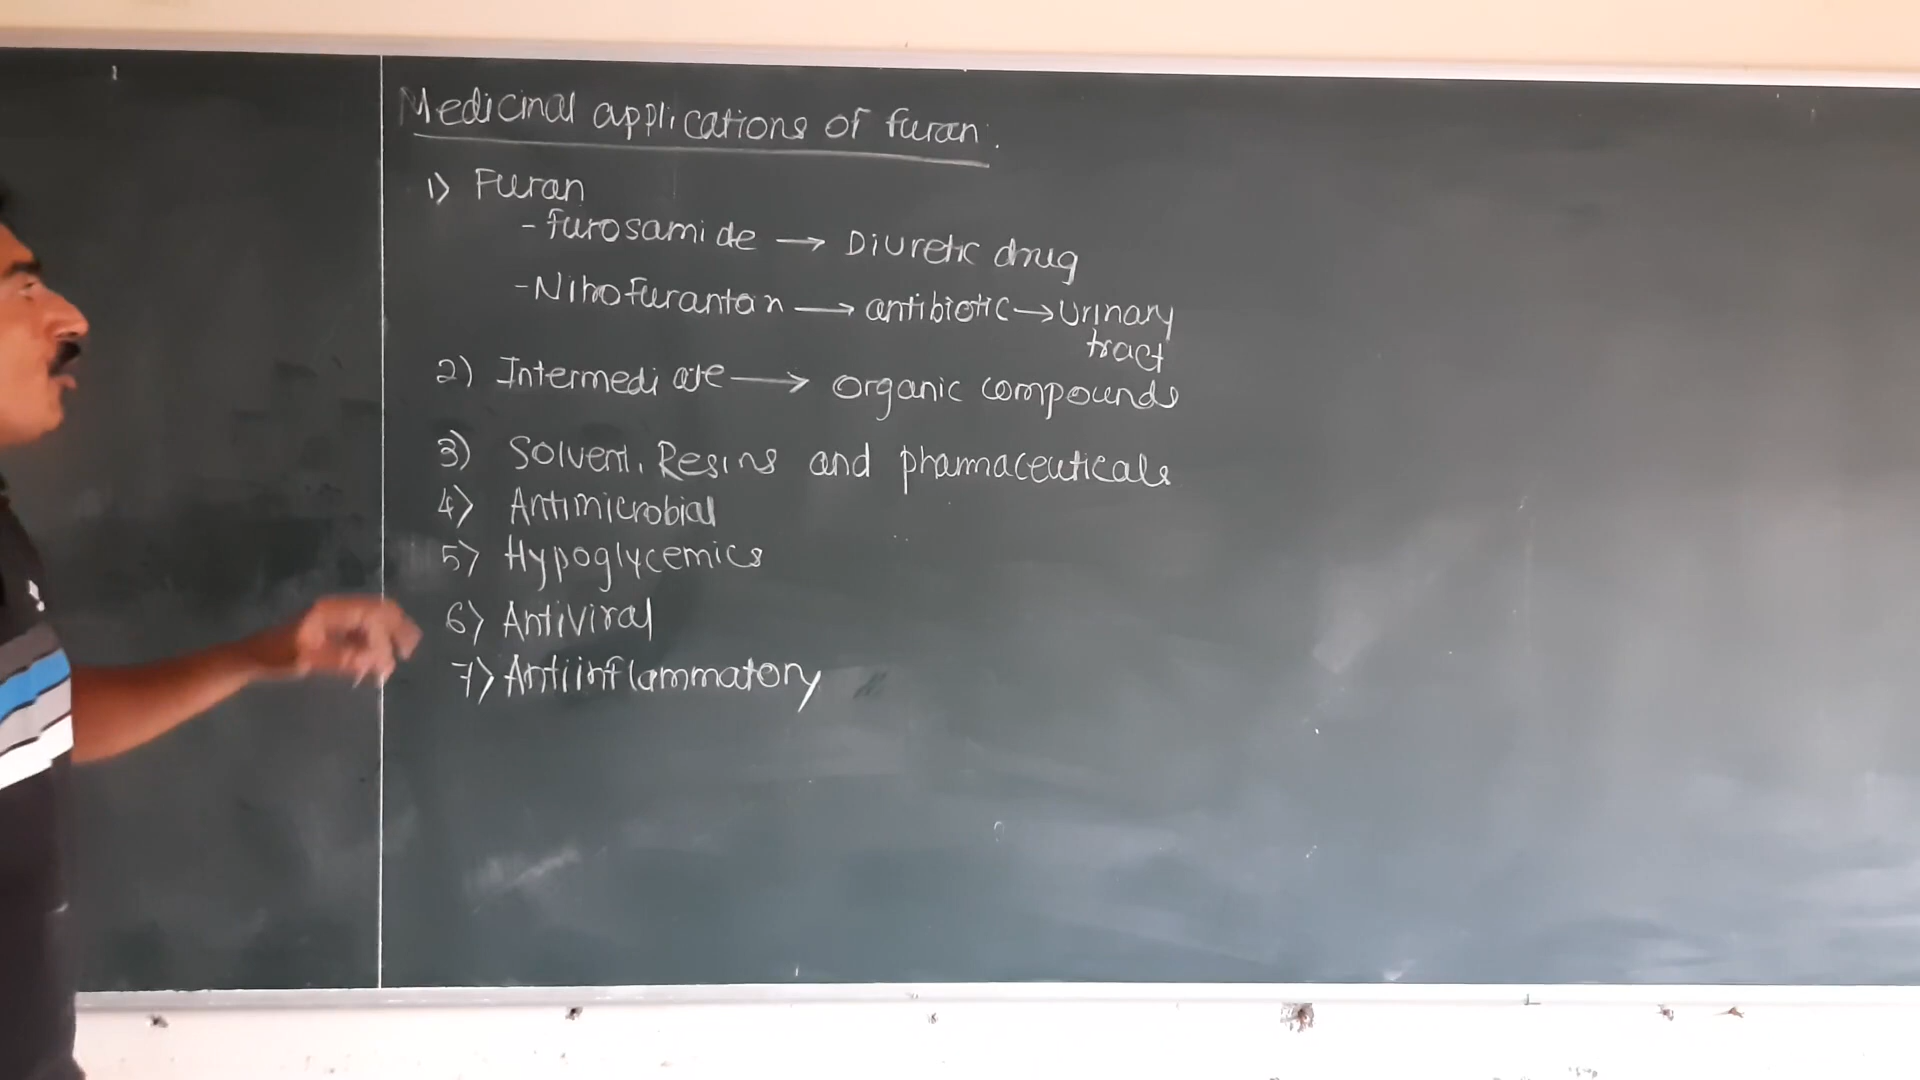 Medicinal applications of furan.
1) Furan
- furosamide → Diuretic drug
- Nitrofuranton → antibiotic → Urinary
tract
2) Intermediate → organic compounds
3) Solvent, Resins and pharmaceuticals
4) Antimicrobial
5) Hypoglycemics
6) Antiviral
7) Antiinflammatory